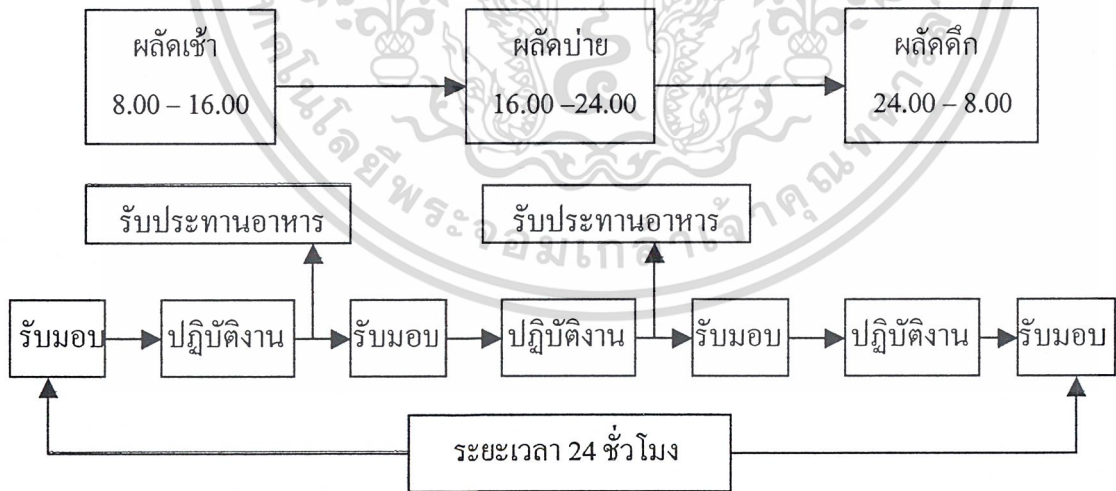 ผลัดเช้า
8.00 – 16.00
ผลัดบ่าย
16.00 –24.00
ผลัดดึก
24.00 – 8.00
รับประทานอาหาร
รับประทานอาหาร
รับมอบ
ปฏิบัติงาน
รับมอบ
ปฏิบัติงาน
รับมอบ
ปฏิบัติงาน
รับมอบ
ระยะเวลา 24 ชั่วโมง